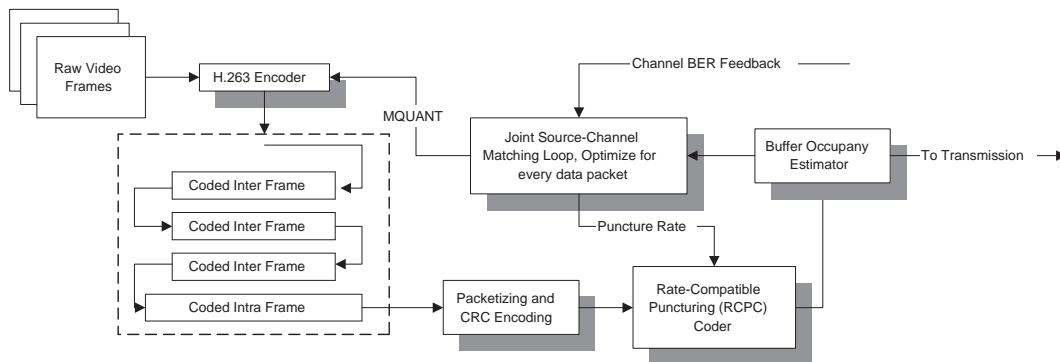 Raw Video
Frames
H.263 Encoder
Channel BER Feedback
MQUANT
Joint Source-Channel
Matching Loop, Optimize for
every data packet
Buffer Occupany
Estimator
To Transmission
Coded Inter Frame
Coded Inter Frame
Coded Inter Frame
Coded Intra Frame
Puncture Rate
Packetizing and
CRC Encoding
Rate-Compatible
Puncturing (RCPC)
Coder